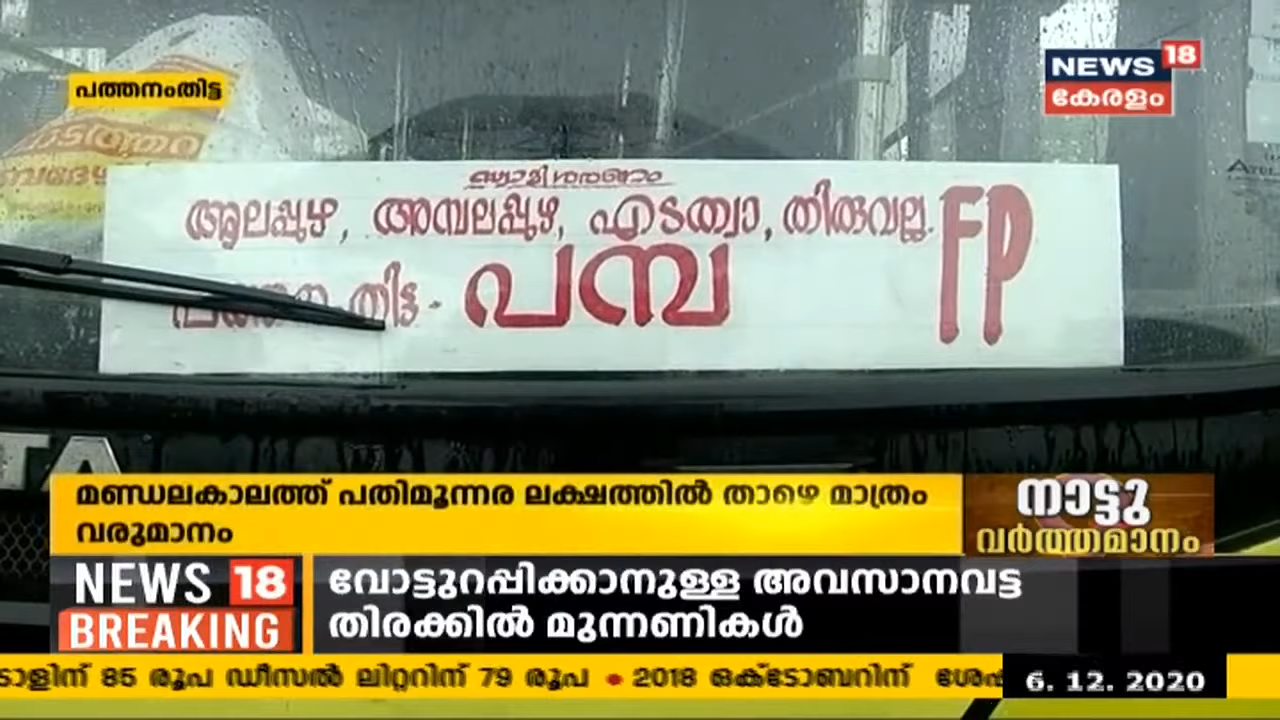 പത്തനംതിട്ട
NEWS 18
കേരളം
സ്വാമിശരണം
ആലപ്പുഴ, അമ്പലപ്പുഴ, എടത്വാ, തിരുവല്ല.
തിട്ട - പമ്പ
FP
TA
മണ്ഡലകാലത്ത് പതിമൂന്നര ലക്ഷത്തിൽ താഴെ മാത്രം
വരുമാനം
നാട്ടു
വർത്തമാനം
NEWS 18
BREAKING
വോട്ടുറപ്പിക്കാനുള്ള അവസാനവട്ട
തിരക്കിൽ മുന്നണികൾ
ടാളിന് 85 രൂപ ഡീസൽ ലിറ്ററിന് 79 രൂപ • 2018 ഒക്ടോബറിന്
6. 12. 2020